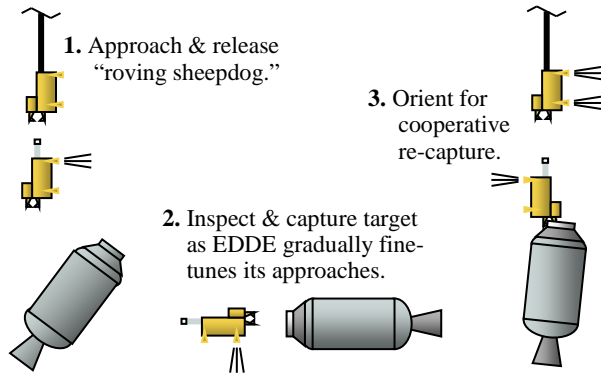 1. Approach & release
“roving sheepdog.”
2. Inspect & capture target
as EDDE gradually fine-
tunes its approaches.
3. Orient for
cooperative
re-capture.